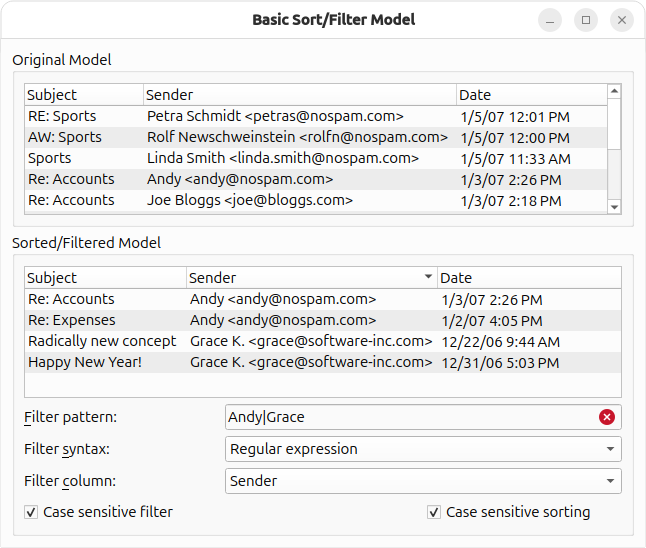 Basic Sort/Filter Model
Original Model
Subject Sender Date
RE: Sports Petra Schmidt <petras@nospam.com> 1/5/07 12:01 PM
AW: Sports Rolf Newschweinstein <rolfn@nospam.com> 1/5/07 12:00 PM
Sports Linda Smith <linda.smith@nospam.com> 1/5/07 11:33 AM
Re: Accounts Andy <andy@nospam.com> 1/3/07 2:26 PM
Re: Accounts Joe Bloggs <joe@bloggs.com> 1/3/07 2:18 PM
Sorted/Filtered Model
Subject Sender Date
Re: Accounts Andy <andy@nospam.com> 1/3/07 2:26 PM
Re: Expenses Andy <andy@nospam.com> 1/2/07 4:05 PM
Radically new concept Grace K. <grace@software-inc.com> 12/22/06 9:44 AM
Happy New Year! Grace K. <grace@software-inc.com> 12/31/06 5:03 PM
Filter pattern: Andy|Grace
Filter syntax: Regular expression
Filter column: Sender
Case sensitive filter Case sensitive sorting